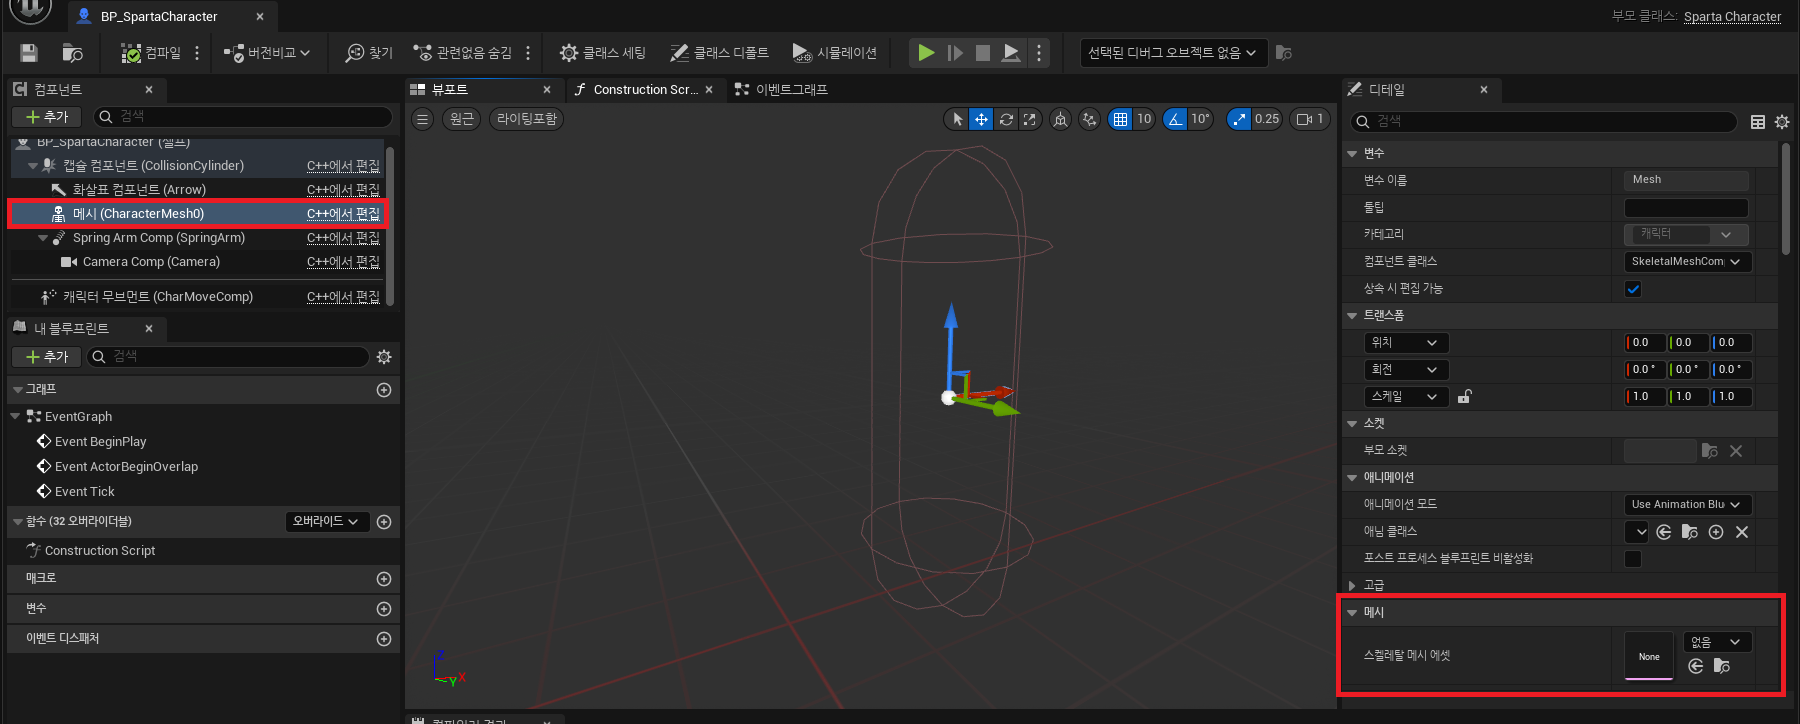 BP_SpartaCharacter
부모 클래스: Sparta Character
컴파일
버전비교
찾기
관련없음 숨김
클래스 세팅
클래스 디폴트
시뮬레이션
선택된 디버그 오브젝트 없음
컴포넌트
추가
검색
BP_SpartaCharacter (셀프)
캡슐 컴포넌트 (CollisionCylinder) C++에서 편집
화살표 컴포넌트 (Arrow) C++에서 편집
메시 (CharacterMesh0) C++에서 편집
Spring Arm Comp (SpringArm) C++에서 편집
Camera Comp (Camera) C++에서 편집
캐릭터 무브먼트 (CharMoveComp) C++에서 편집
내 블루프린트
추가
검색
그래프
EventGraph
Event BeginPlay
Event ActorBeginOverlap
Event Tick
함수 (32 오버라이더블) 오버라이드
Construction Script
매크로
변수
이벤트 디스패처
뷰포트
Construction Scr...
이벤트그래프
원근
라이팅포함
10
10°
0.25
1
Z
X
Y
디테일
검색
변수
변수 이름 Mesh
툴팁
카테고리 캐릭터
컴포넌트 클래스 SkeletalMeshComp
상속 시 편집 가능
트랜스폼
위치 0.0 0.0 0.0
회전 0.0° 0.0° 0.0°
스케일 1.0 1.0 1.0
소켓
부모 소켓
애니메이션
애니메이션 모드 Use Animation Blu
애님 클래스
포스트 프로세스 블루프린트 비활성화
고급
메시
스켈레탈 메시 에셋 None 없음